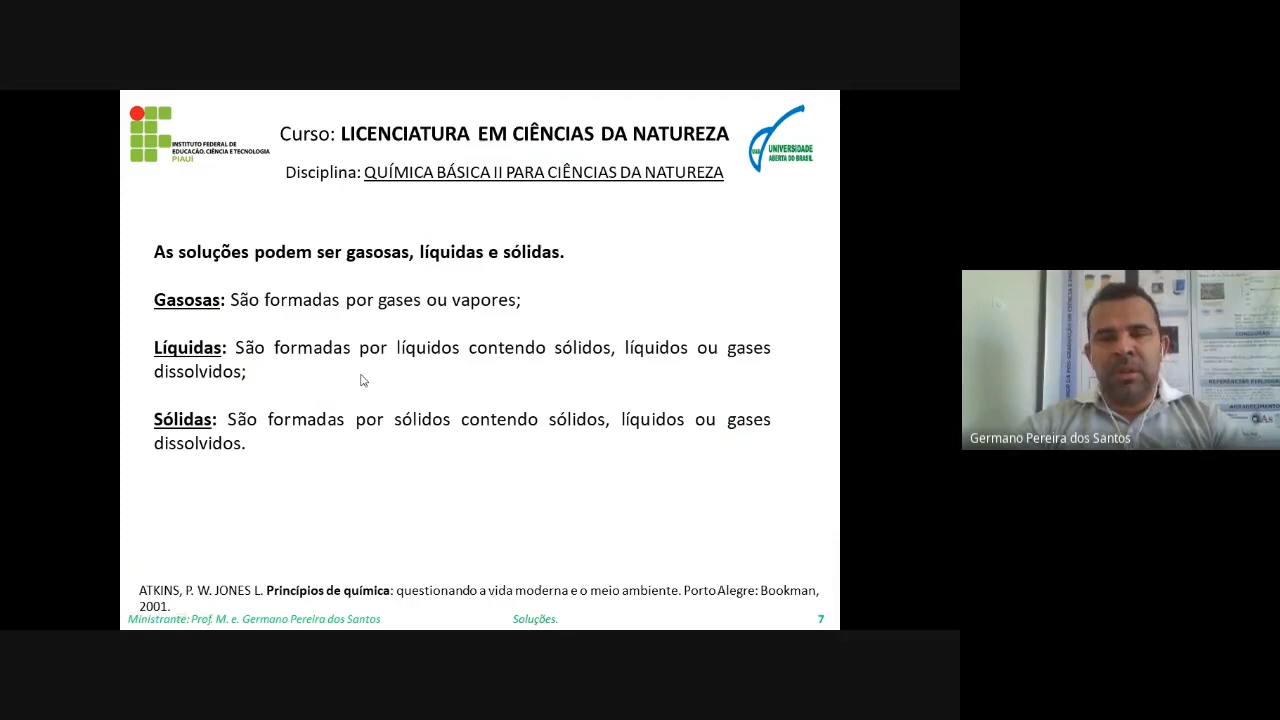 INSTITUTO FEDERAL DE
EDUCAÇÃO, CIÊNCIA E TECNOLOGIA
PIAUÍ
Curso: LICENCIATURA EM CIÊNCIAS DA NATUREZA
Disciplina: QUÍMICA BÁSICA II PARA CIÊNCIAS DA NATUREZA
UAB UNIVERSIDADE
ABERTA DO BRASIL
As soluções podem ser gasosas, líquidas e sólidas.
Gasosas: São formadas por gases ou vapores;
Líquidas: São formadas por líquidos contendo sólidos, líquidos ou gases
dissolvidos;
Sólidas: São formadas por sólidos contendo sólidos, líquidos ou gases
dissolvidos.
ATKINS, P. W. JONES L. Princípios de química: questionando a vida moderna e o meio ambiente. Porto Alegre: Bookman,
2001.
Ministrante: Prof. M. e. Germano Pereira dos Santos
Soluções.
7
CONCLUSÃO
Germano Pereira dos Santos